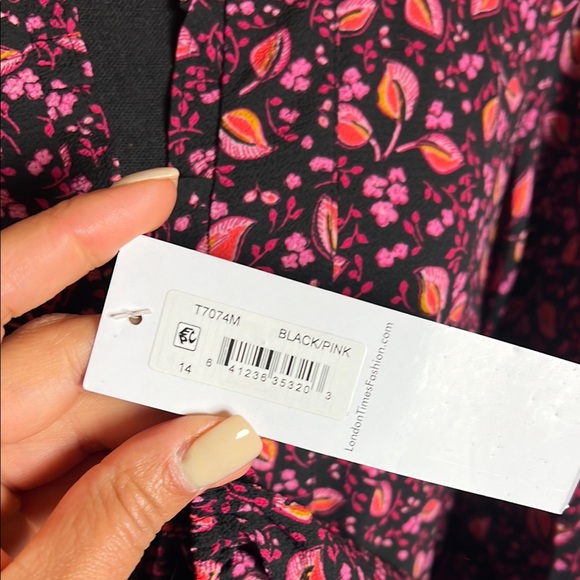 T7074M BLACK/PINK
14
6 41236 35320 3
LondonTimesFashion.com